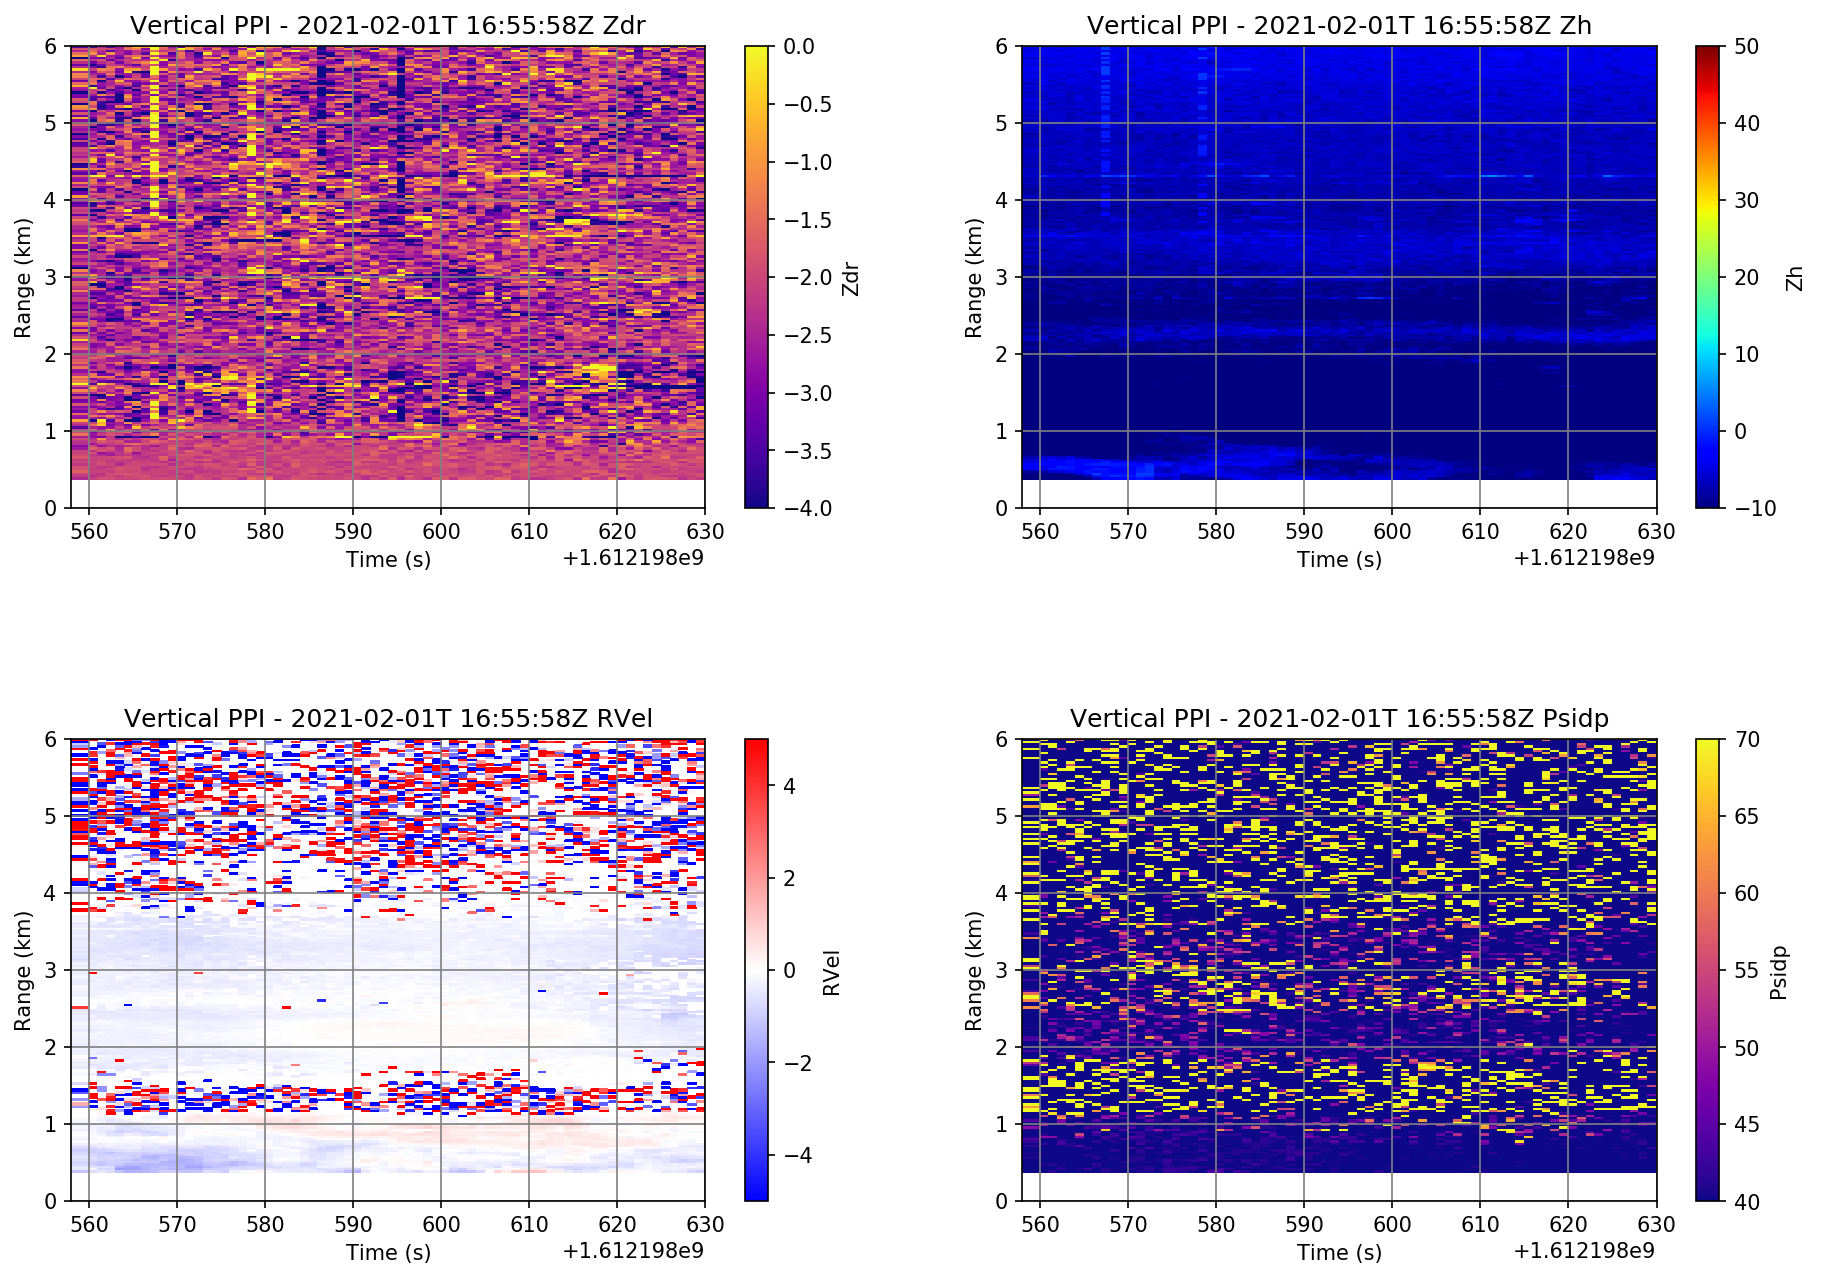 Vertical PPI - 2021-02-01T 16:55:58Z Zdr
6
5
4
3
2
1
0
Range (km)
560 570 580 590 600 610 620 630
Time (s)
+1.612198e9
0.0
−0.5
−1.0
−1.5
−2.0
−2.5
−3.0
−3.5
−4.0
Zdr
Vertical PPI - 2021-02-01T 16:55:58Z Zh
6
5
4
3
2
1
0
Range (km)
560 570 580 590 600 610 620 630
Time (s)
+1.612198e9
50
40
30
20
10
0
−10
Zh
Vertical PPI - 2021-02-01T 16:55:58Z RVel
6
5
4
3
2
1
0
Range (km)
560 570 580 590 600 610 620 630
Time (s)
+1.612198e9
4
2
0
−2
−4
RVel
Vertical PPI - 2021-02-01T 16:55:58Z Psidp
6
5
4
3
2
1
0
Range (km)
560 570 580 590 600 610 620 630
Time (s)
+1.612198e9
70
65
60
55
50
45
40
Psidp